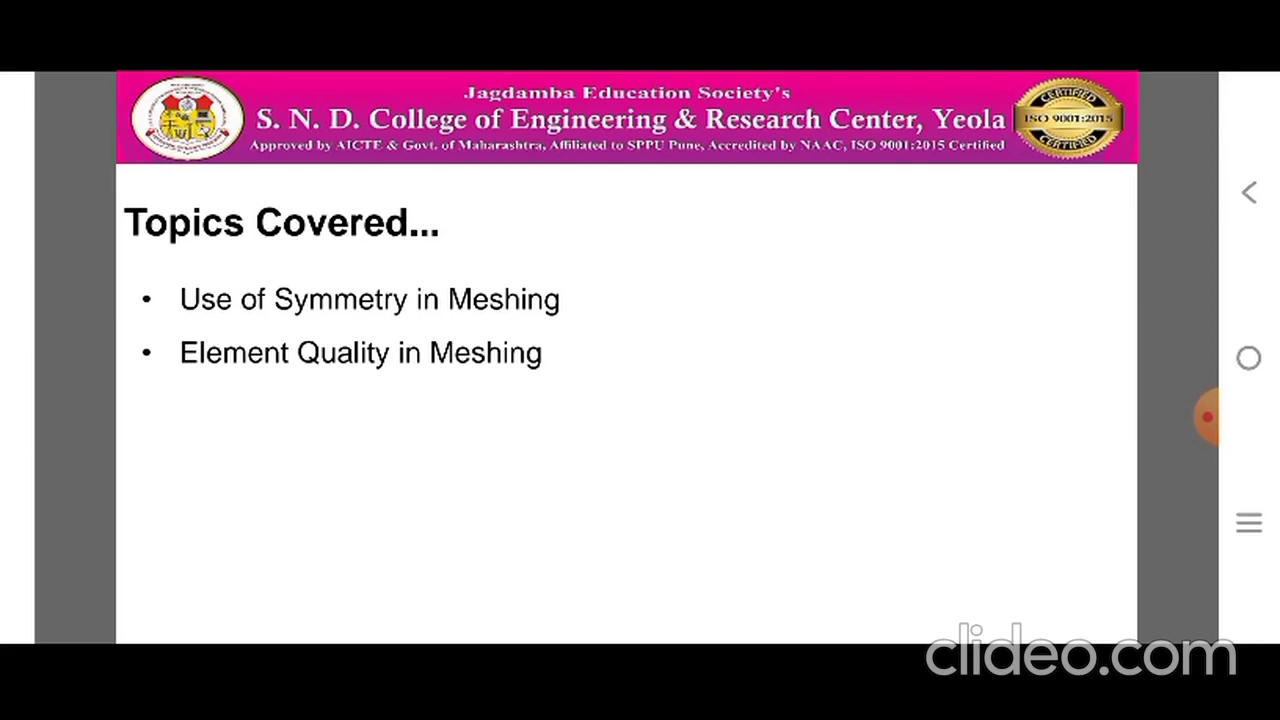 Jagdamba Education Society's
S. N. D. College of Engineering & Research Center, Yeola
Approved by AICTE & Govt. of Maharashtra, Affiliated to SPPU Pune, Accredited by NAAC, ISO 9001:2015 Certified
CERTIFIED
ISO 9001:2015
CERTIFIED
Topics Covered...
• Use of Symmetry in Meshing
• Element Quality in Meshing
clideo.com